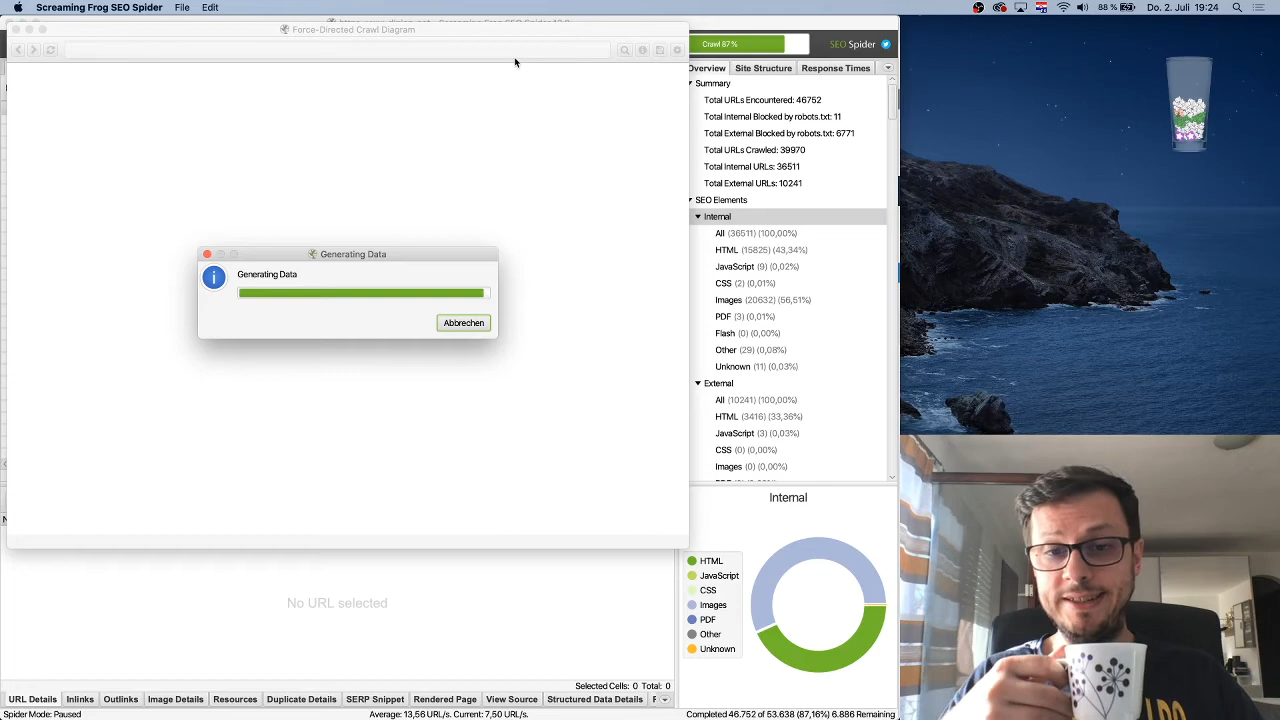 Screaming Frog SEO Spider File Edit
88% Do. 2. Juli 19:24
Force-Directed Crawl Diagram
Crawl 87 %
SEO Spider
Overview Site Structure Response Times
Summary
Total URLs Encountered: 46752
Total Internal Blocked by robots.txt: 11
Total External Blocked by robots.txt: 6771
Total URLs Crawled: 39970
Total Internal URLs: 36511
Total External URLs: 10241
SEO Elements
Internal
All (36511) (100,00%)
HTML (15825) (43,34%)
JavaScript (9) (0,02%)
CSS (2) (0,01%)
Images (20632) (56,51%)
PDF (3) (0,01%)
Flash (0) (0,00%)
Other (29) (0,08%)
Unknown (11) (0,03%)
External
All (10241) (100,00%)
HTML (3416) (33,36%)
JavaScript (3) (0,03%)
CSS (0) (0,00%)
Images (0) (0,00%)
Generating Data
Generating Data
Abbrechen
Internal
HTML
JavaScript
CSS
Images
PDF
Other
Unknown
No URL selected
Selected Cells: 0 Total: 0
URL Details Inlinks Outlinks Image Details Resources Duplicate Details SERP Snippet Rendered Page View Source Structured Data Details
Spider Mode: Paused
Average: 13,56 URL/s. Current: 7,50 URL/s.
Completed 46.752 of 53.638 (87,16%) 6.886 Remaining